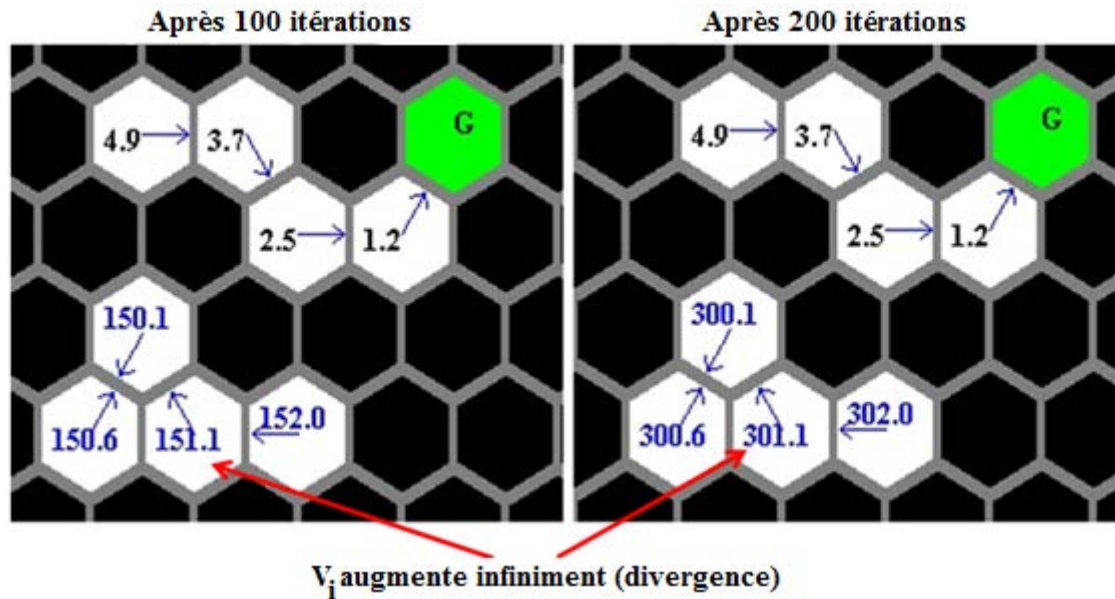 Après 100 itérations
Après 200 itérations
G
4.9 3.7
2.5 1.2
150.1
150.6 151.1 152.0
G
4.9 3.7
2.5 1.2
300.1
300.6 301.1 302.0
Vi augmente infiniment (divergence)